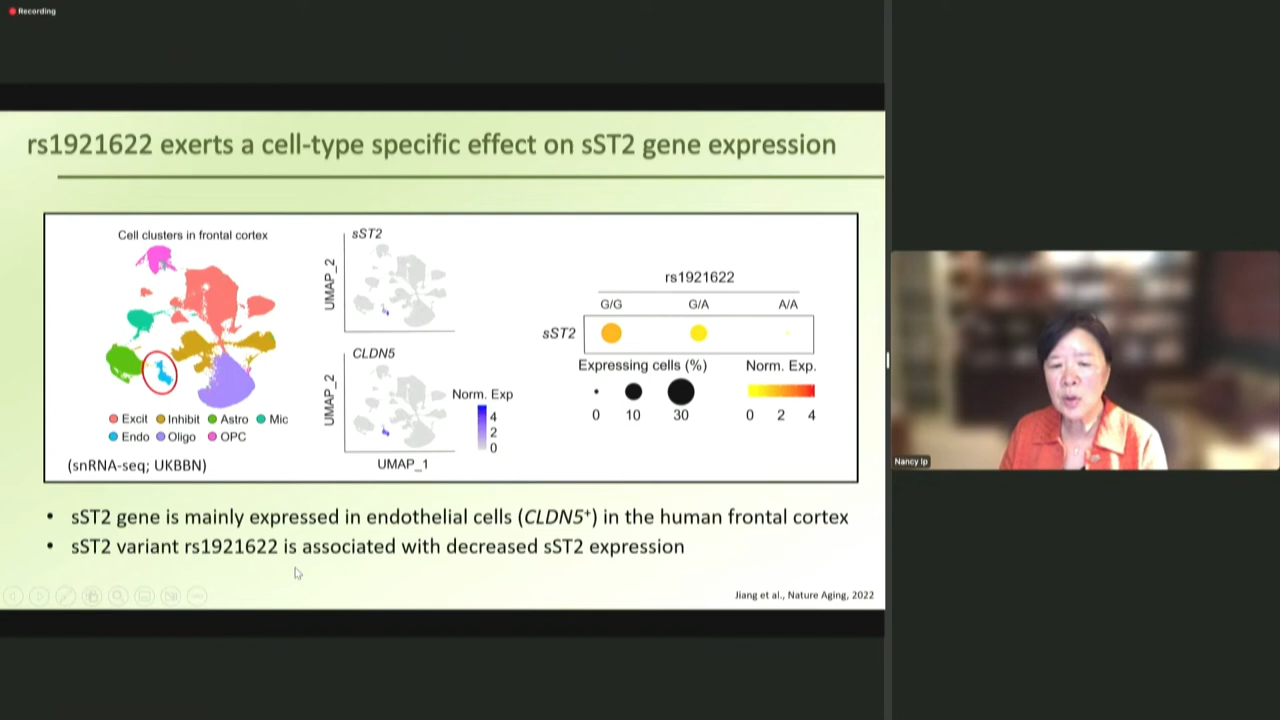 Recording
rs1921622 exerts a cell-type specific effect on sST2 gene expression
Cell clusters in frontal cortex
Excit Inhibit Astro Mic
Endo Oligo OPC
(snRNA-seq; UKBBN)
sST2
UMAP_2
CLDN5
UMAP_2
UMAP_1
Norm. Exp
4
2
0
rs1921622
G/G G/A A/A
sST2
Expressing cells (%) Norm. Exp.
0 10 30 0 2 4
• sST2 gene is mainly expressed in endothelial cells (CLDN5⁺) in the human frontal cortex
• sST2 variant rs1921622 is associated with decreased sST2 expression
Jiang et al., Nature Aging, 2022
Nancy Ip